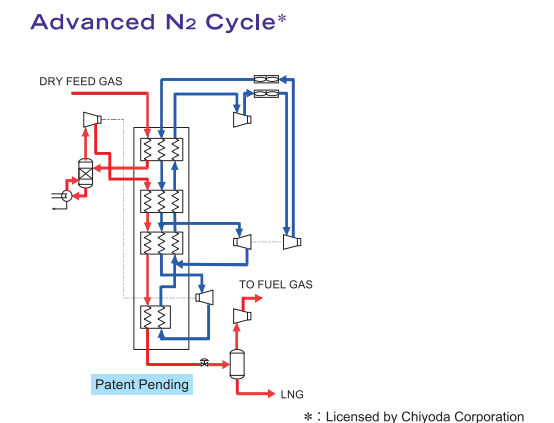 Advanced N2 Cycle*
DRY FEED GAS
TO FUEL GAS
Patent Pending
LNG
*：Licensed by Chiyoda Corporation